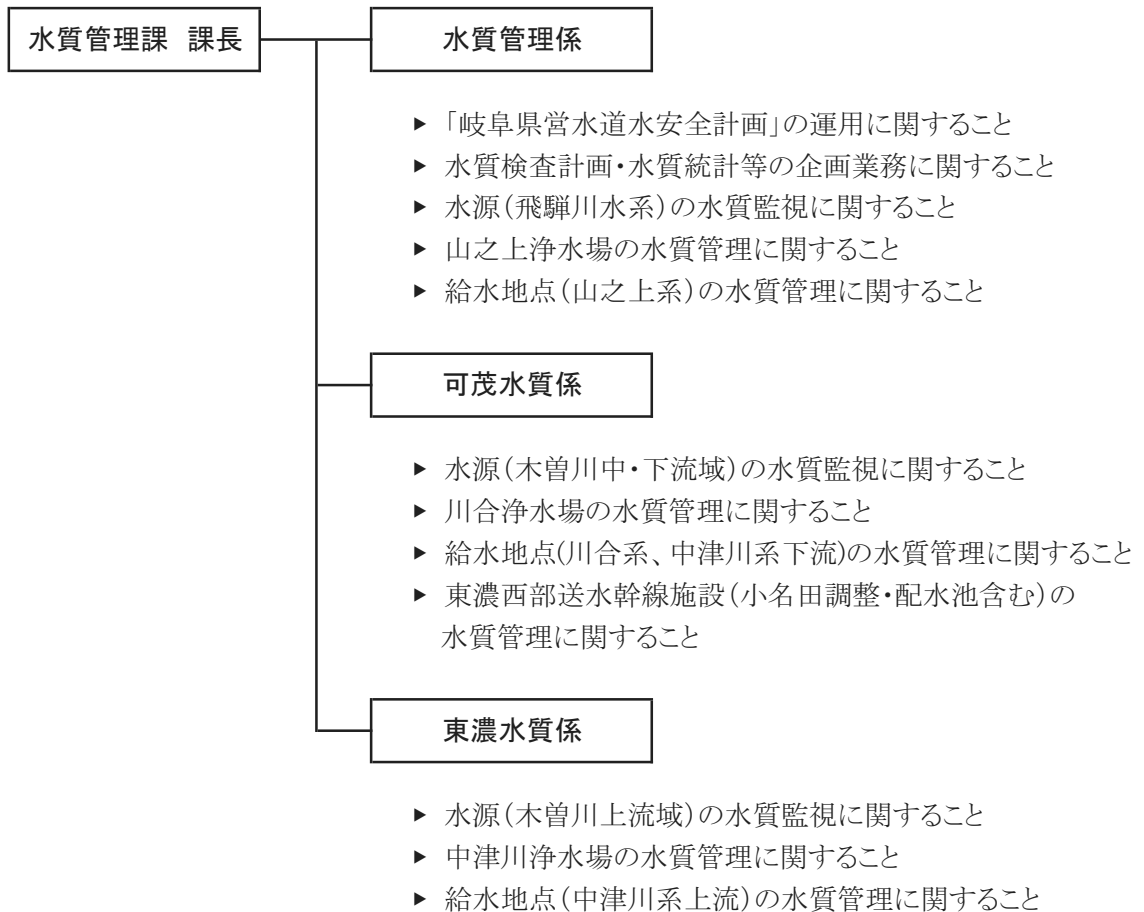 水質管理課　課長
水質管理係
▶ 「岐阜県営水道水安全計画」の運用に関すること
▶ 水質検査計画・水質統計等の企画業務に関すること
▶ 水源(飛騨川水系)の水質監視に関すること
▶ 山之上浄水場の水質管理に関すること
▶ 給水地点(山之上系)の水質管理に関すること
可茂水質係
▶ 水源(木曽川中・下流域)の水質監視に関すること
▶ 川合浄水場の水質管理に関すること
▶ 給水地点(川合系、中津川系下流)の水質管理に関すること
▶ 東濃西部送水幹線施設(小名田調整・配水池含む)の
水質管理に関すること
東濃水質係
▶ 水源(木曽川上流域)の水質監視に関すること
▶ 中津川浄水場の水質管理に関すること
▶ 給水地点(中津川系上流)の水質管理に関すること